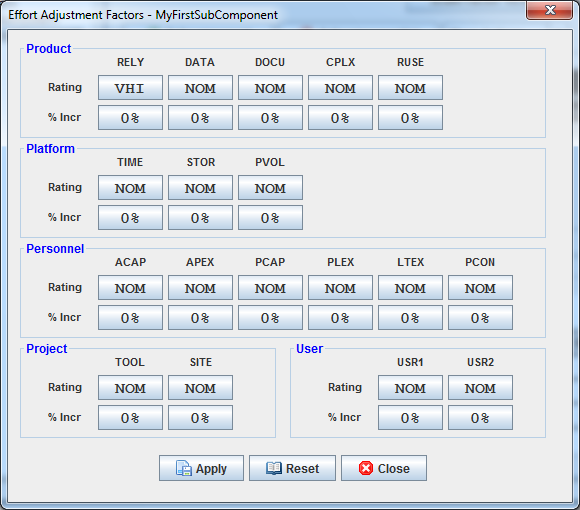 Effort Adjustment Factors - MyFirstSubComponent
Product
RELY DATA DOCU CPLX RUSE
Rating VHI NOM NOM NOM NOM
% Incr 0% 0% 0% 0% 0%
Platform
TIME STOR PVOL
Rating NOM NOM NOM
% Incr 0% 0% 0%
Personnel
ACAP APEX PCAP PLEX LTEX PCON
Rating NOM NOM NOM NOM NOM NOM
% Incr 0% 0% 0% 0% 0% 0%
Project User
TOOL SITE USR1 USR2
Rating NOM NOM Rating NOM NOM
% Incr 0% 0% % Incr 0% 0%
Apply Reset Close